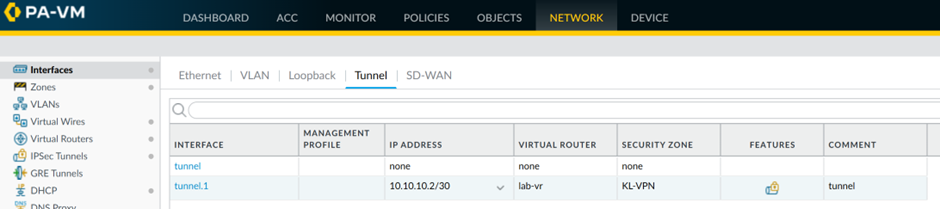 PA-VM
DASHBOARD ACC MONITOR POLICIES OBJECTS NETWORK DEVICE
Interfaces
Zones
VLANs
Virtual Wires
Virtual Routers
IPSec Tunnels
GRE Tunnels
DHCP
DNS Proxy
Ethernet VLAN Loopback Tunnel SD-WAN
INTERFACE MANAGEMENT PROFILE IP ADDRESS VIRTUAL ROUTER SECURITY ZONE FEATURES COMMENT
tunnel none none none
tunnel.1 10.10.10.2/30 lab-vr KL-VPN tunnel